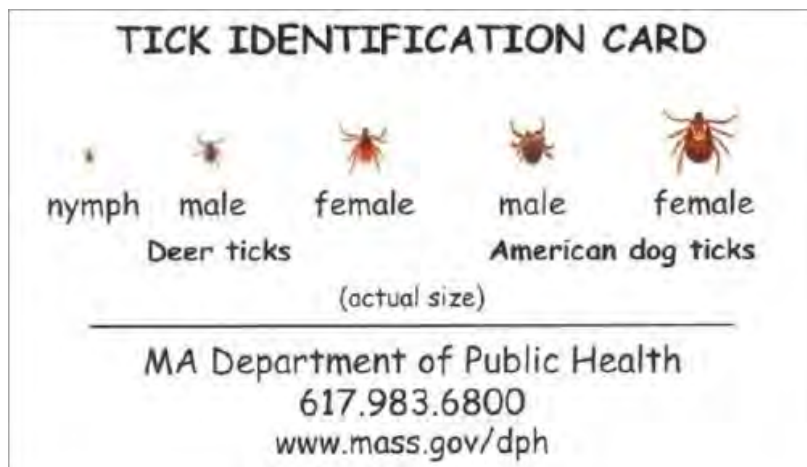 TICK IDENTIFICATION CARD
nymph male female male female
Deer ticks American dog ticks
(actual size)
MA Department of Public Health
617.983.6800
www.mass.gov/dph